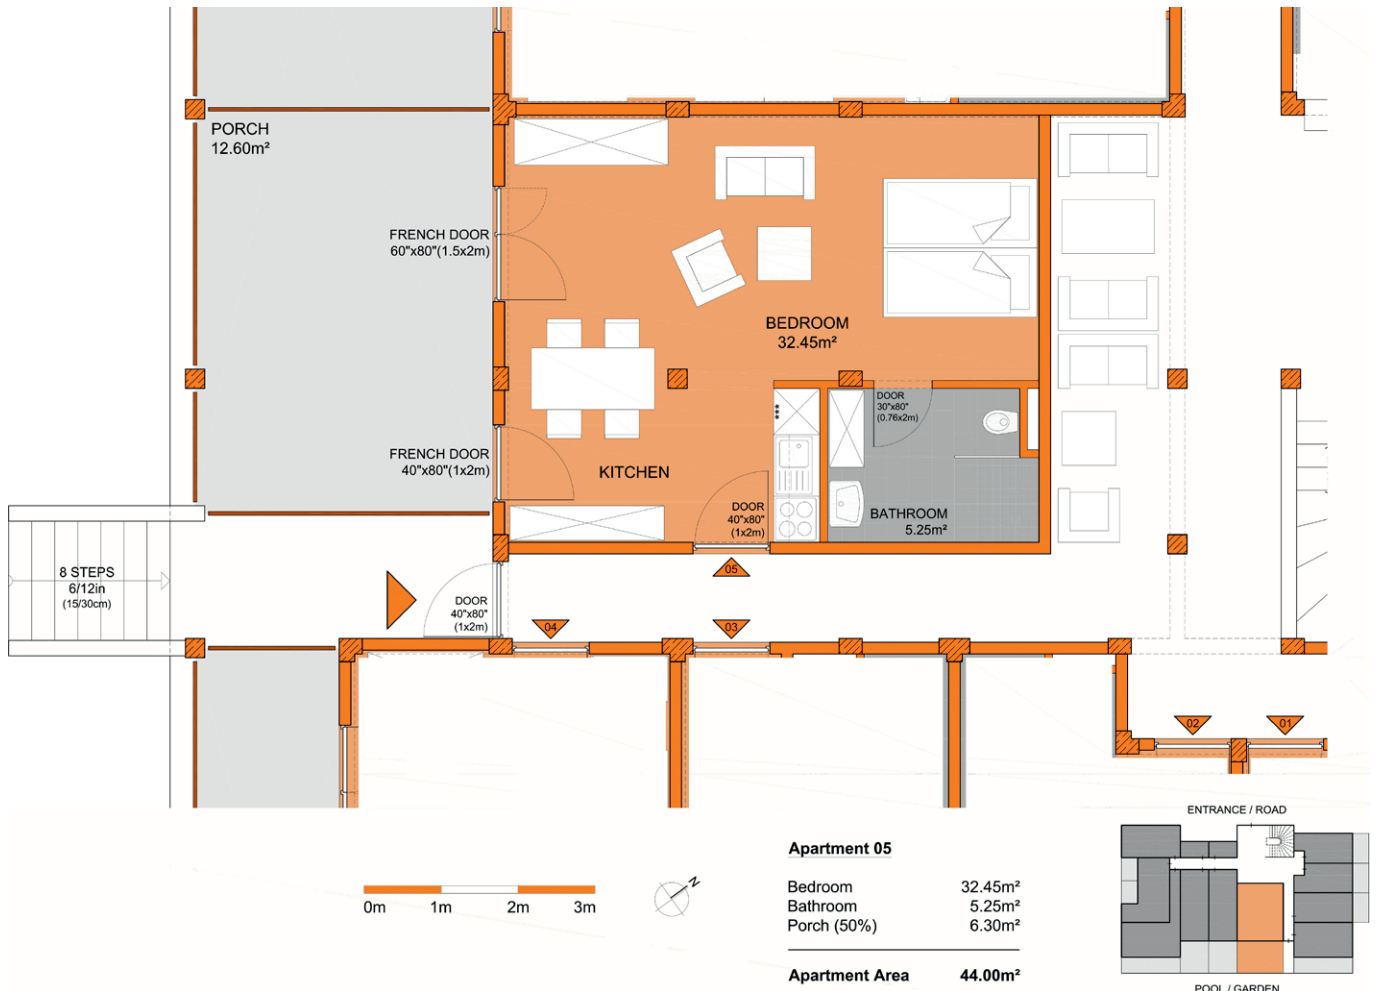 PORCH
12.60m²
FRENCH DOOR
60"x80"(1.5x2m)
BEDROOM
32.45m²
DOOR
30"x80"
(0.76x2m)
FRENCH DOOR
40"x80"(1x2m)
KITCHEN
DOOR
40"x80"
(1x2m)
BATHROOM
5.25m²
05
8 STEPS
6/12in
(15/30cm)
DOOR
40"x80"
(1x2m)
04
03
02
01
ENTRANCE / ROAD
Apartment 05
Bedroom 32.45m²
Bathroom 5.25m²
Porch (50%) 6.30m²
Apartment Area 44.00m²
N
0m 1m 2m 3m
POOL / GARDEN